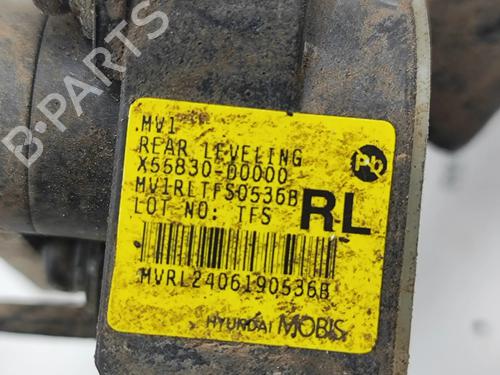 MV1
REAR LEVELING
X55830-D0000
MV1RLTFS0536B
LOT NO: TFS
Pb
RL
MVRL2406190536B
HYUNDAI MOBIS
B-PARTS